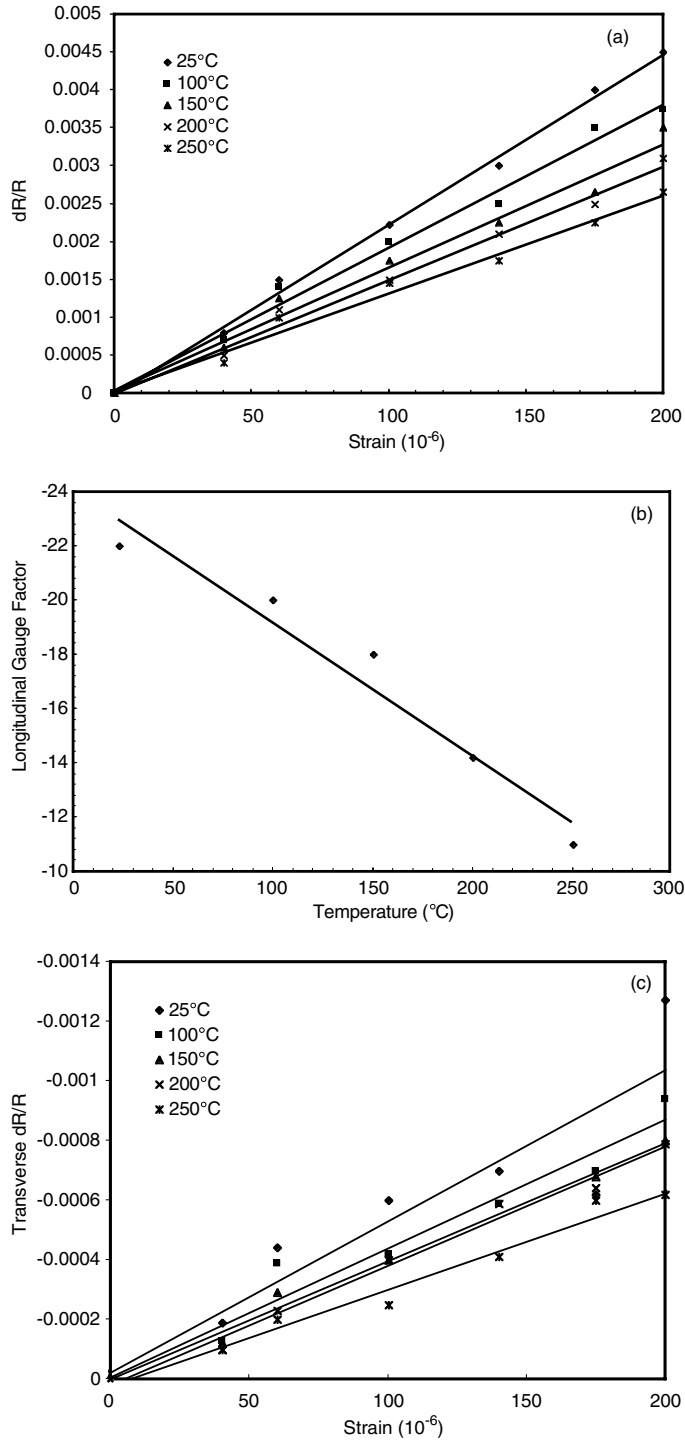 0.005
(a)
0.0045
0.004
0.0035
0.003
0.0025
0.002
0.0015
0.001
0.0005
0
dR/R
25°C
100°C
150°C
200°C
250°C
0 50 100 150 200
Strain (10-6)
-24
(b)
-22
-20
-18
-16
-14
-12
-10
Longitudinal Gauge Factor
0 50 100 150 200 250 300
Temperature (°C)
-0.0014
(c)
-0.0012
-0.001
-0.0008
-0.0006
-0.0004
-0.0002
0
Transverse dR/R
25°C
100°C
150°C
200°C
250°C
0 50 100 150 200
Strain (10-6)